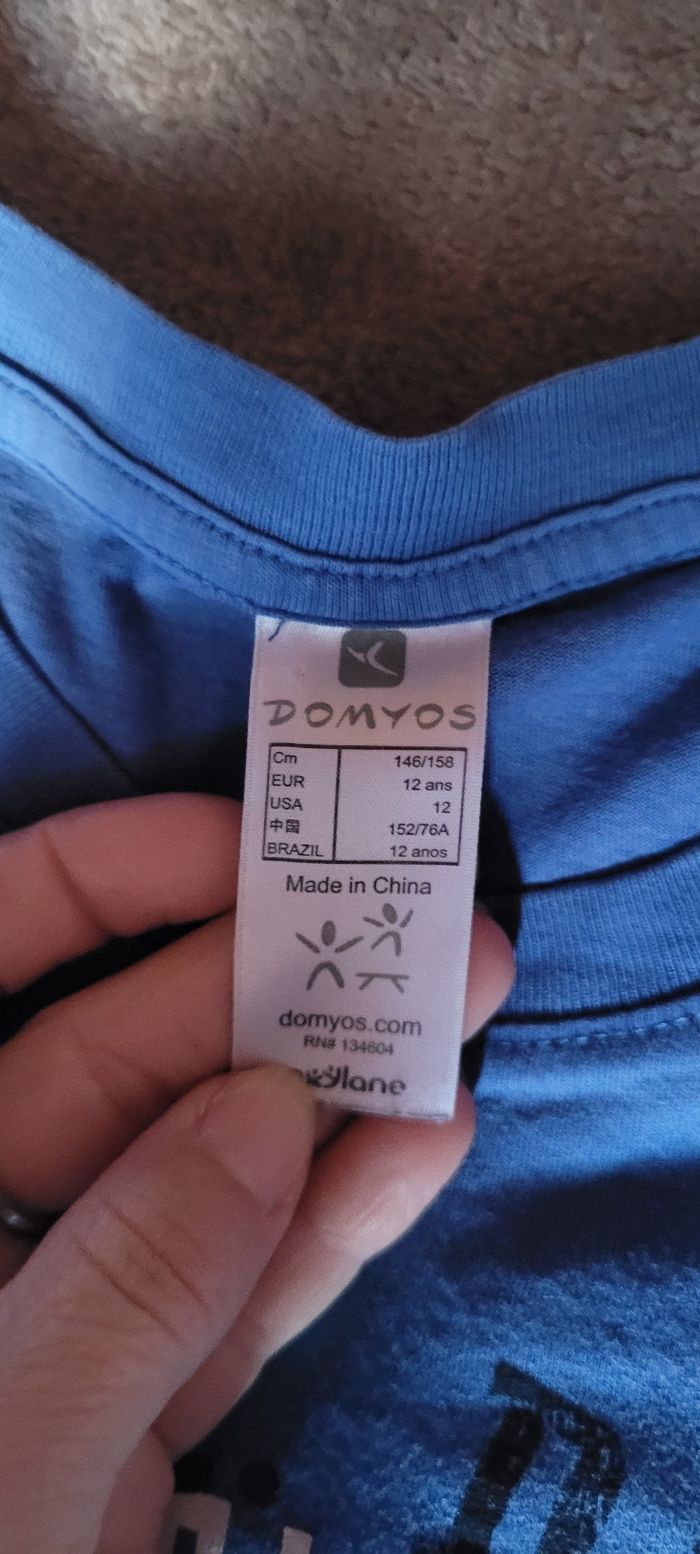 DOMYOS
Cm 146/158
EUR 12 ans
USA 12
中国 152/76A
BRAZIL 12 anos
Made in China
domyos.com
RN# 134604